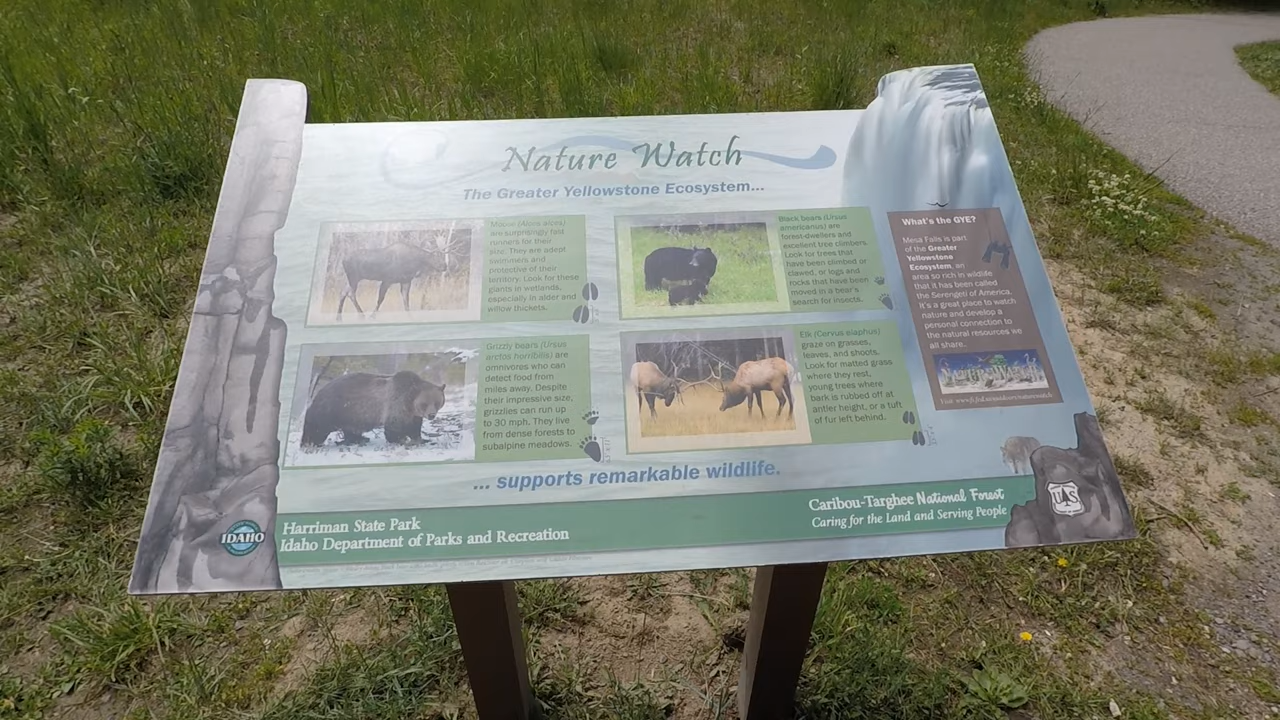 Nature Watch
The Greater Yellowstone Ecosystem...
Moose (Alces alces)
are surprisingly fast
runners for their
size. They are adept
swimmers and
protective of their
territory. Look for these
giants in wetlands,
especially in alder and
willow thickets.
Black bears (Ursus
americanus) are
forest-dwellers and
excellent tree climbers.
Look for trees that
have been climbed or
clawed, or logs and
rocks that have been
moved in a bear's
search for insects.
Grizzly bears (Ursus
arctos horribilis) are
omnivores who can
detect food from
miles away. Despite
their impressive size,
grizzlies can run up
to 30 mph. They live
from dense forests to
subalpine meadows.
Elk (Cervus elaphus)
graze on grasses,
leaves, and shoots.
Look for matted grass
where they rest,
young trees where
bark is rubbed off at
antler height, or a tuft
of fur left behind.
What's the GYE?
Mesa Falls is part
of the Greater
Yellowstone
Ecosystem, an
area so rich in wildlife
that it has been called
the Serengeti of America.
It's a great place to watch
nature and develop a
personal connection to
the natural resources we
all share.
NATUREWATCH
... supports remarkable wildlife.
IDAHO
Harriman State Park
Idaho Department of Parks and Recreation
Caribou-Targhee National Forest
Caring for the Land and Serving People
UAS